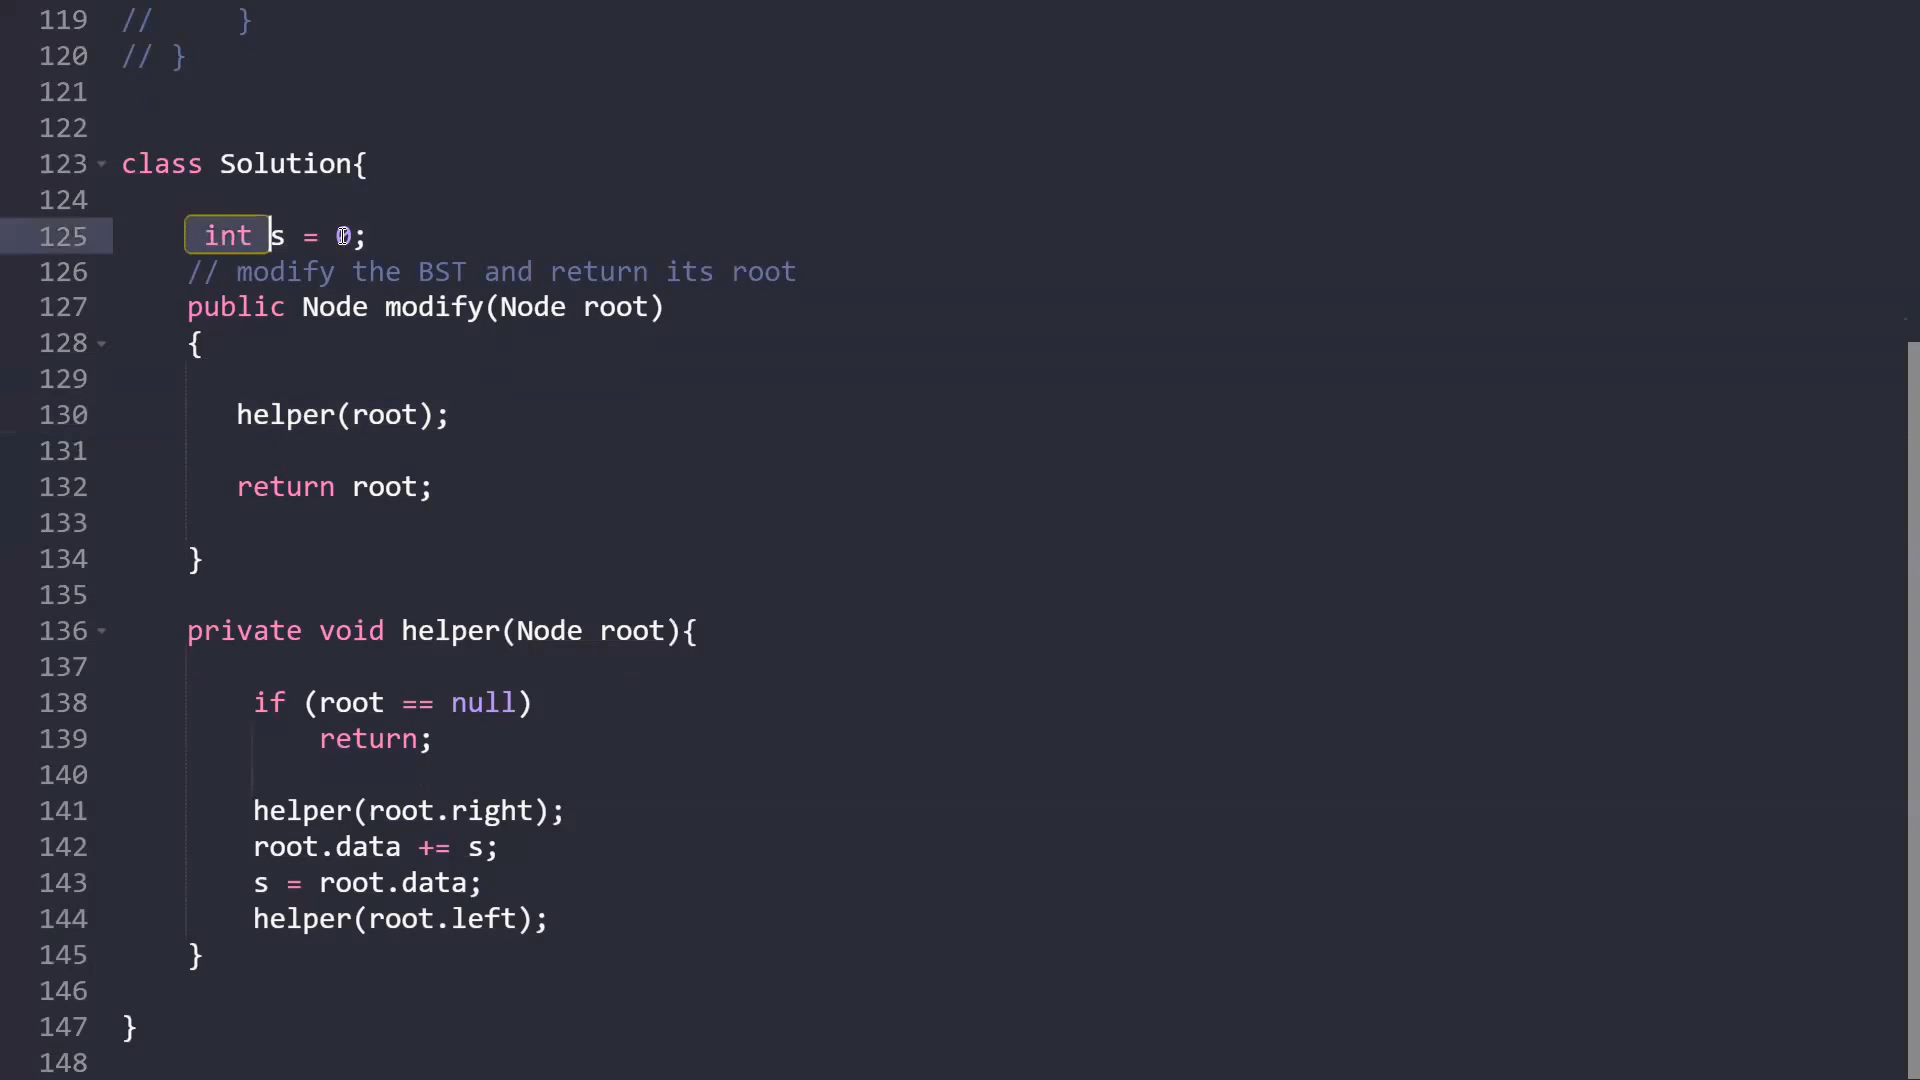 119 //     }
120 // }
121
122
123 class Solution{
124
125      int s = 0;
126     // modify the BST and return its root
127     public Node modify(Node root)
128     {
129
130        helper(root);
131
132        return root;
133
134     }
135
136     private void helper(Node root){
137
138         if (root == null)
139             return;
140
141         helper(root.right);
142         root.data += s;
143         s = root.data;
144         helper(root.left);
145     }
146
147 }
148